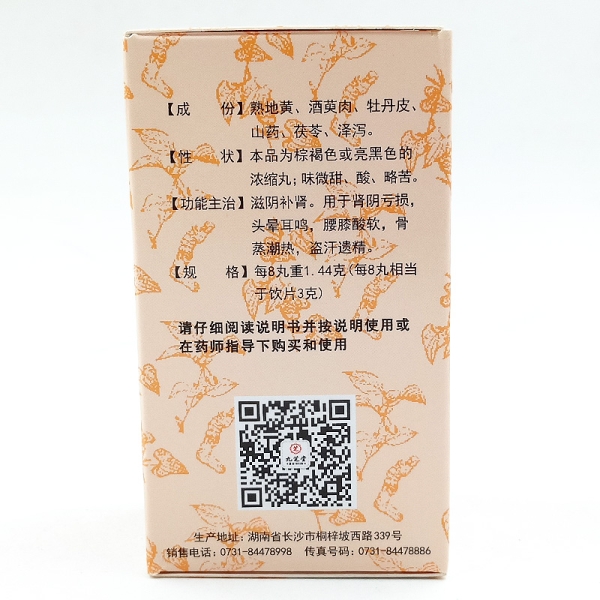 【成　份】熟地黄、酒萸肉、牡丹皮、
山药、茯苓、泽泻。
【性　状】本品为棕褐色或亮黑色的
浓缩丸;味微甜、酸、略苦。
【功能主治】滋阴补肾。用于肾阴亏损,
头晕耳鸣,腰膝酸软,骨
蒸潮热,盗汗遗精。
【规　格】每8丸重1.44克(每8丸相当
于饮片3克)
请仔细阅读说明书并按说明使用或
在药师指导下购买和使用
九芝堂
生产地址:湖南省长沙市桐梓坡西路339号
销售电话:0731-84478998　传真号码:0731-84478886